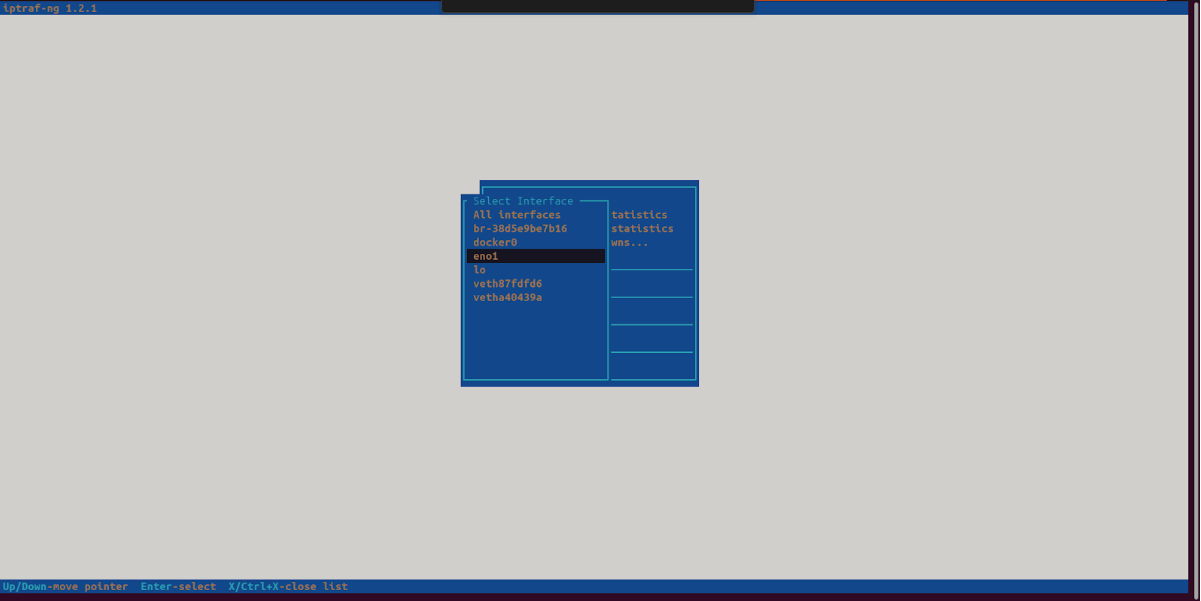 iptraf-ng 1.2.1
Select Interface
All interfaces
tatistics
br-38d5e9be7b16
statistics
docker0
wns...
eno1
lo
veth87fdfd6
vetha40439a
Up/Down-move pointer Enter-select X/Ctrl+X-close list